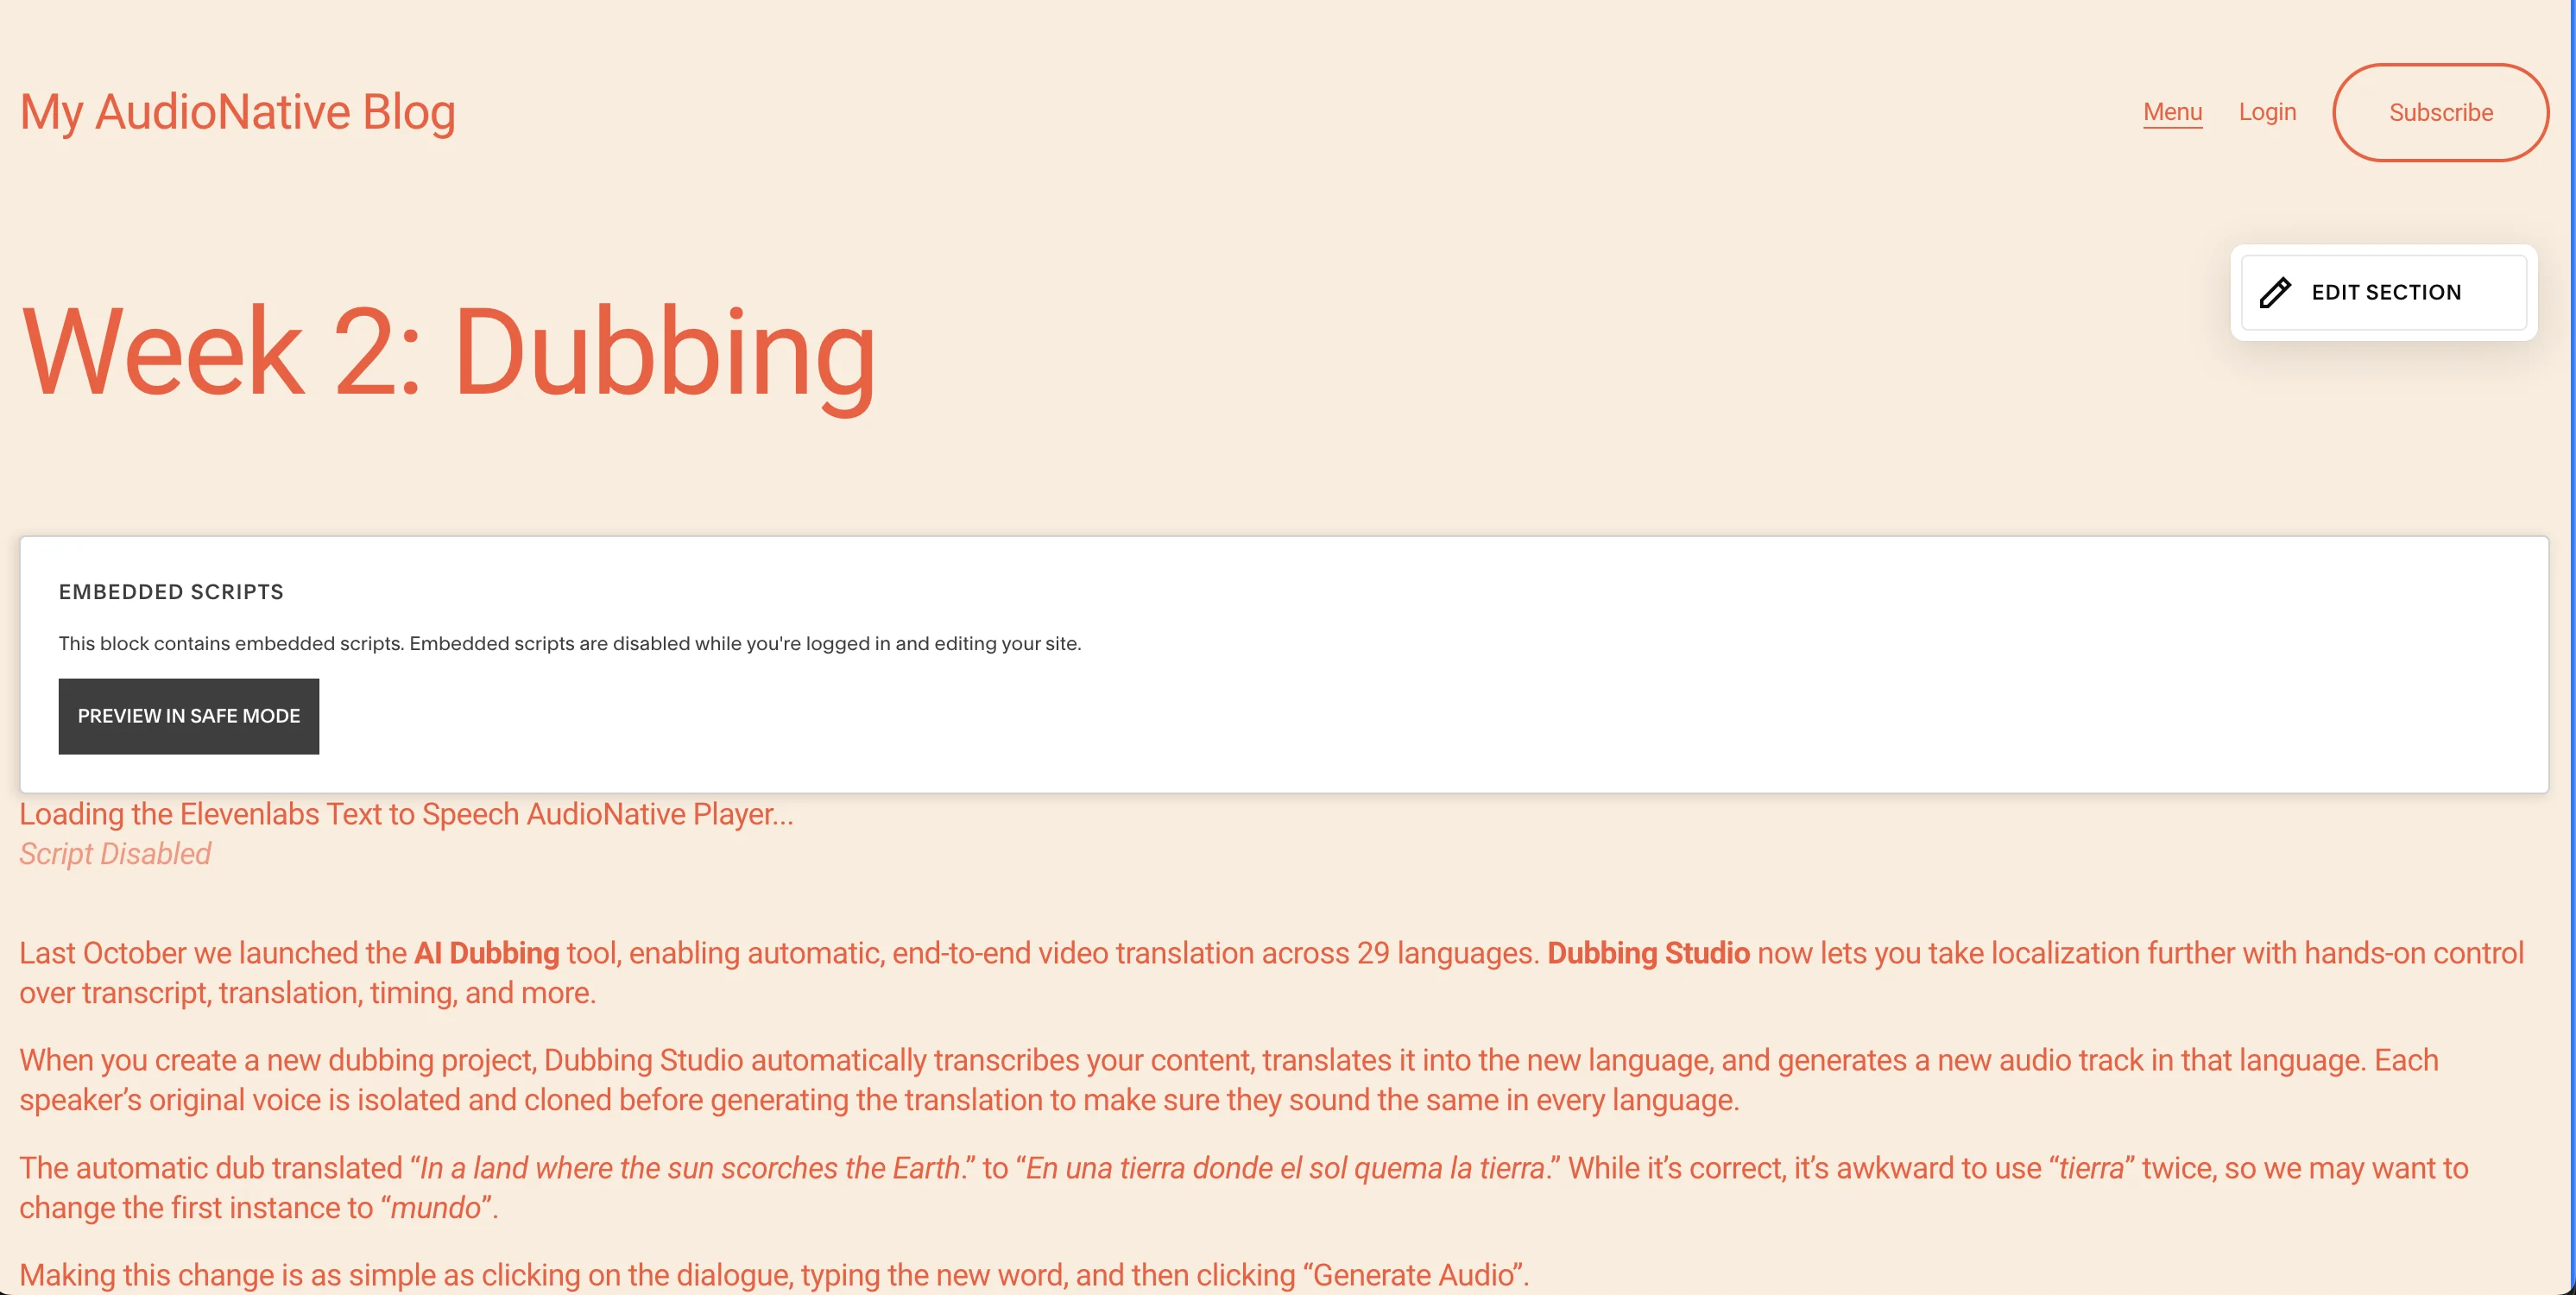 My AudioNative Blog
Menu
Login
Subscribe
EDIT SECTION
Week 2: Dubbing
EMBEDDED SCRIPTS
This block contains embedded scripts. Embedded scripts are disabled while you're logged in and editing your site.
PREVIEW IN SAFE MODE
Loading the Elevenlabs Text to Speech AudioNative Player...
Script Disabled
Last October we launched the AI Dubbing tool, enabling automatic, end-to-end video translation across 29 languages. Dubbing Studio now lets you take localization further with hands-on control
over transcript, translation, timing, and more.
When you create a new dubbing project, Dubbing Studio automatically transcribes your content, translates it into the new language, and generates a new audio track in that language. Each
speaker’s original voice is isolated and cloned before generating the translation to make sure they sound the same in every language.
The automatic dub translated “In a land where the sun scorches the Earth.” to “En una tierra donde el sol quema la tierra.” While it’s correct, it’s awkward to use “tierra” twice, so we may want to
change the first instance to “mundo”.
Making this change is as simple as clicking on the dialogue, typing the new word, and then clicking “Generate Audio”.